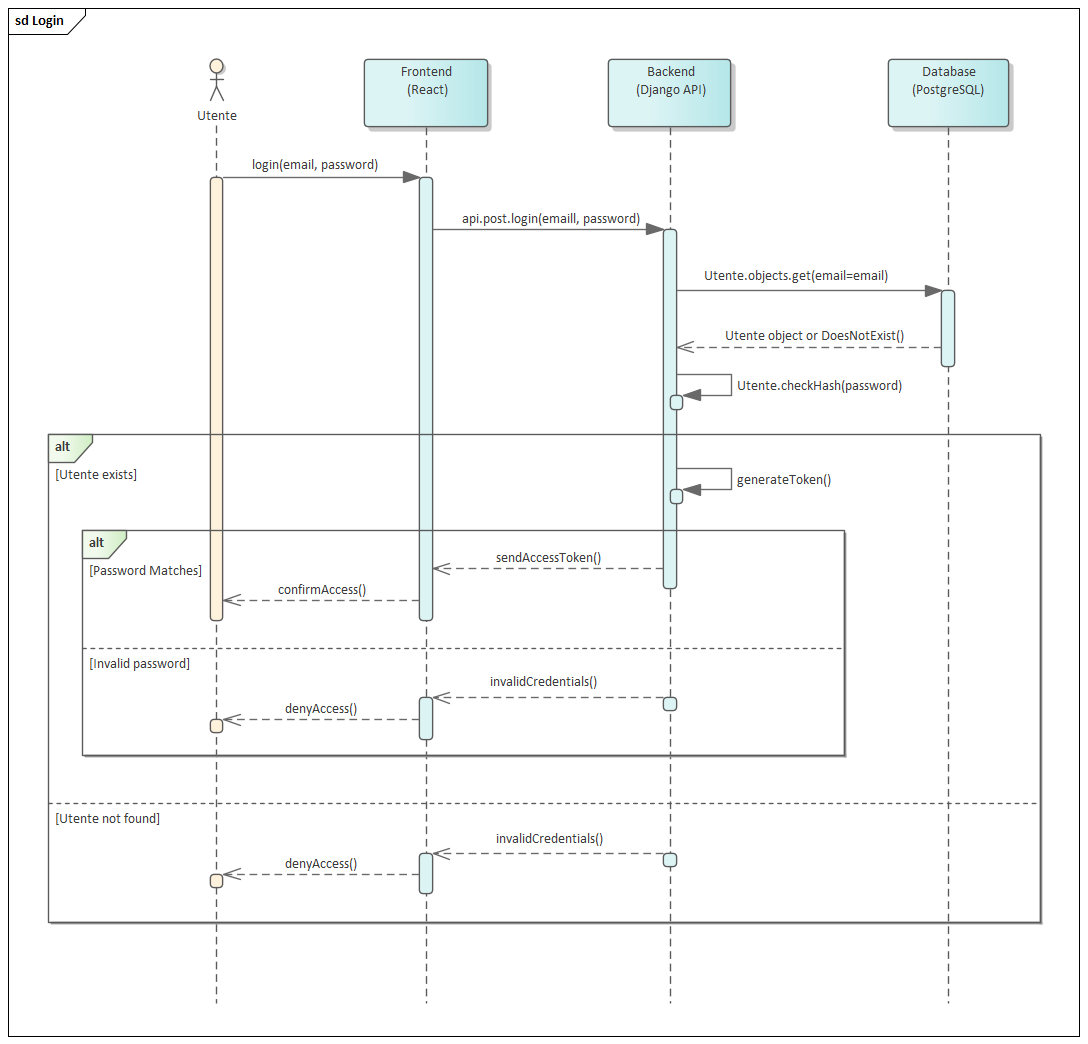 sd Login
Utente
Frontend
(React)
Backend
(Django API)
Database
(PostgreSQL)
login(email, password)
api.post.login(emaill, password)
Utente.objects.get(email=email)
Utente object or DoesNotExist()
Utente.checkHash(password)
alt
[Utente exists]
generateToken()
alt
[Password Matches]
sendAccessToken()
confirmAccess()
[Invalid password]
invalidCredentials()
denyAccess()
[Utente not found]
invalidCredentials()
denyAccess()